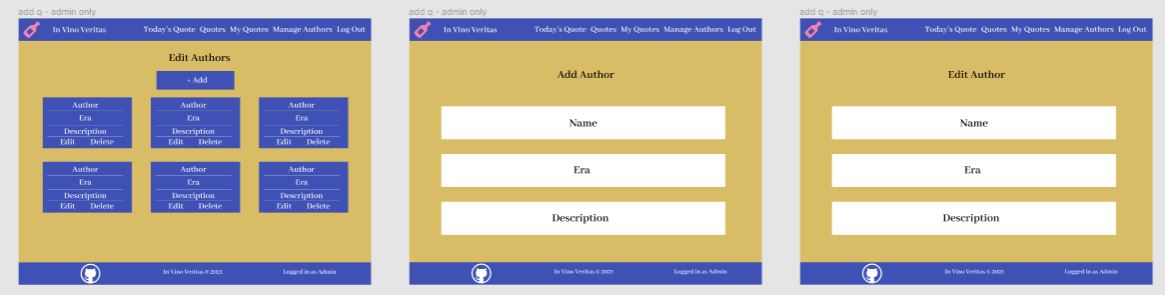 add q - admin only
In Vino Veritas Today's Quote Quotes My Quotes Manage Authors Log Out
Edit Authors
+ Add
Author Author Author
Era Era Era
Description Description Description
Edit Delete Edit Delete Edit Delete
Author Author Author
Era Era Era
Description Description Description
Edit Delete Edit Delete Edit Delete
In Vino Veritas © 2021 Logged in as Admin
add q - admin only
In Vino Veritas Today's Quote Quotes My Quotes Manage Authors Log Out
Add Author
Name
Era
Description
In Vino Veritas © 2021 Logged in as Admin
add q - admin only
In Vino Veritas Today's Quote Quotes My Quotes Manage Authors Log Out
Edit Author
Name
Era
Description
In Vino Veritas © 2021 Logged in as Admin